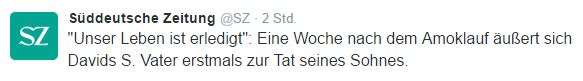 SZ
Süddeutsche Zeitung @SZ · 2 Std.
"Unser Leben ist erledigt": Eine Woche nach dem Amoklauf äußert sich
Davids S. Vater erstmals zur Tat seines Sohnes.